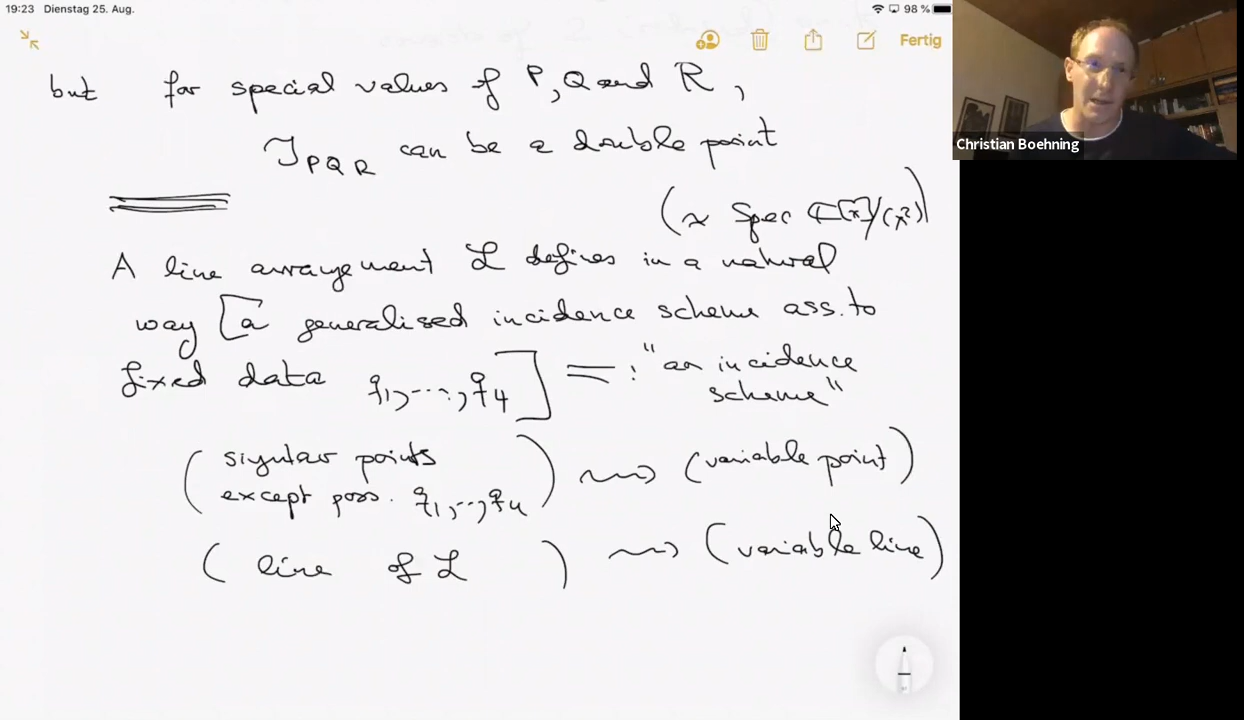 19:23 Dienstag 25. Aug. 98 %
Fertig
Christian Boehning
but for special values of P, Q and R,
I_PQR can be a double point
(≈ Spec ℂ[x]/(x²))
A line arrangement L defines in a natural
way [a generalised incidence scheme ass. to
fixed data q_1, ..., q_4] =: "an incidence
scheme"
(singular points
except poss. q_1, .., q_4) ⇝ (variable point)
(line of L) ⇝ (variable line)